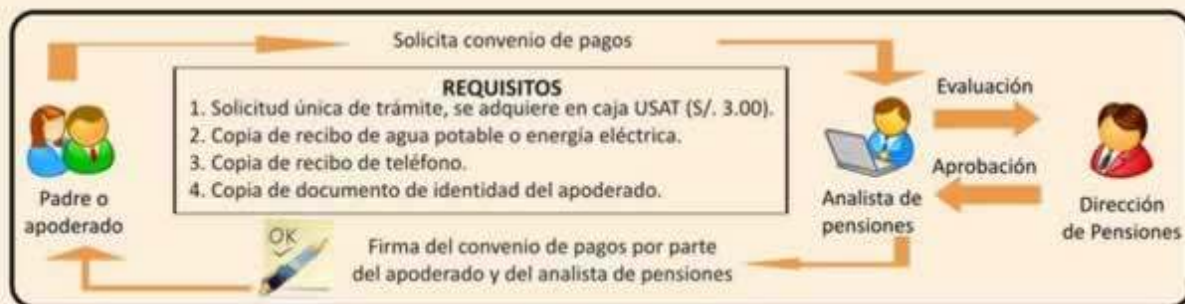 Solicita convenio de pagos
REQUISITOS
1. Solicitud única de trámite, se adquiere en caja USAT (S/. 3.00).
2. Copia de recibo de agua potable o energía eléctrica.
3. Copia de recibo de teléfono.
4. Copia de documento de identidad del apoderado.
Padre o
apoderado
Evaluación
Aprobación
Analista de
pensiones
Dirección
de Pensiones
OK
Firma del convenio de pagos por parte
del apoderado y del analista de pensiones